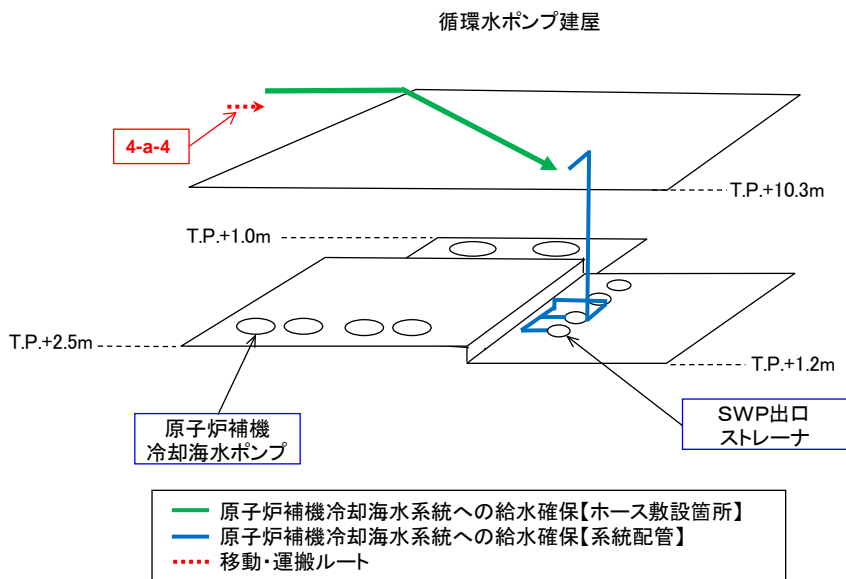 循環水ポンプ建屋
4-a-4
T.P.+10.3m
T.P.+1.0m
T.P.+2.5m
T.P.+1.2m
原子炉補機
冷却海水ポンプ
SWP出口
ストレーナ
原子炉補機冷却海水系統への給水確保【ホース敷設箇所】
原子炉補機冷却海水系統への給水確保【系統配管】
移動・運搬ルート